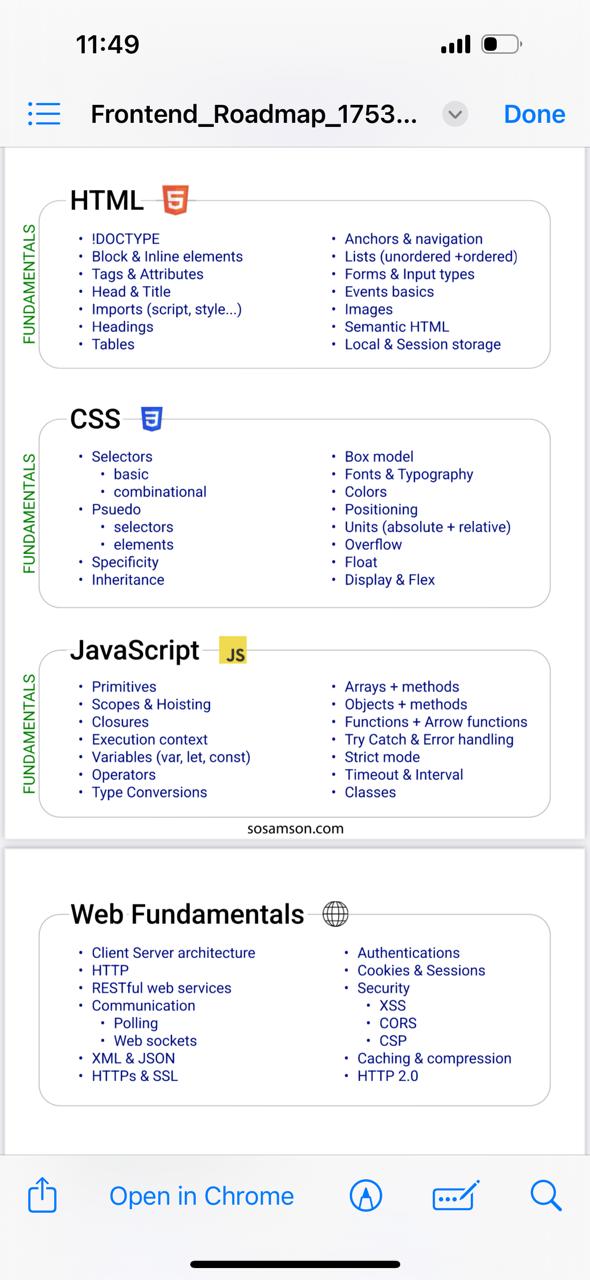 11:49
Frontend_Roadmap_1753...
Done
HTML
5
FUNDAMENTALS
• !DOCTYPE
• Block & Inline elements
• Tags & Attributes
• Head & Title
• Imports (script, style...)
• Headings
• Tables
• Anchors & navigation
• Lists (unordered +ordered)
• Forms & Input types
• Events basics
• Images
• Semantic HTML
• Local & Session storage
CSS
3
FUNDAMENTALS
• Selectors
• basic
• combinational
• Psuedo
• selectors
• elements
• Specificity
• Inheritance
• Box model
• Fonts & Typography
• Colors
• Positioning
• Units (absolute + relative)
• Overflow
• Float
• Display & Flex
JavaScript
JS
FUNDAMENTALS
• Primitives
• Scopes & Hoisting
• Closures
• Execution context
• Variables (var, let, const)
• Operators
• Type Conversions
• Arrays + methods
• Objects + methods
• Functions + Arrow functions
• Try Catch & Error handling
• Strict mode
• Timeout & Interval
• Classes
sosamson.com
Web Fundamentals
• Client Server architecture
• HTTP
• RESTful web services
• Communication
• Polling
• Web sockets
• XML & JSON
• HTTPs & SSL
• Authentications
• Cookies & Sessions
• Security
• XSS
• CORS
• CSP
• Caching & compression
• HTTP 2.0
Open in Chrome